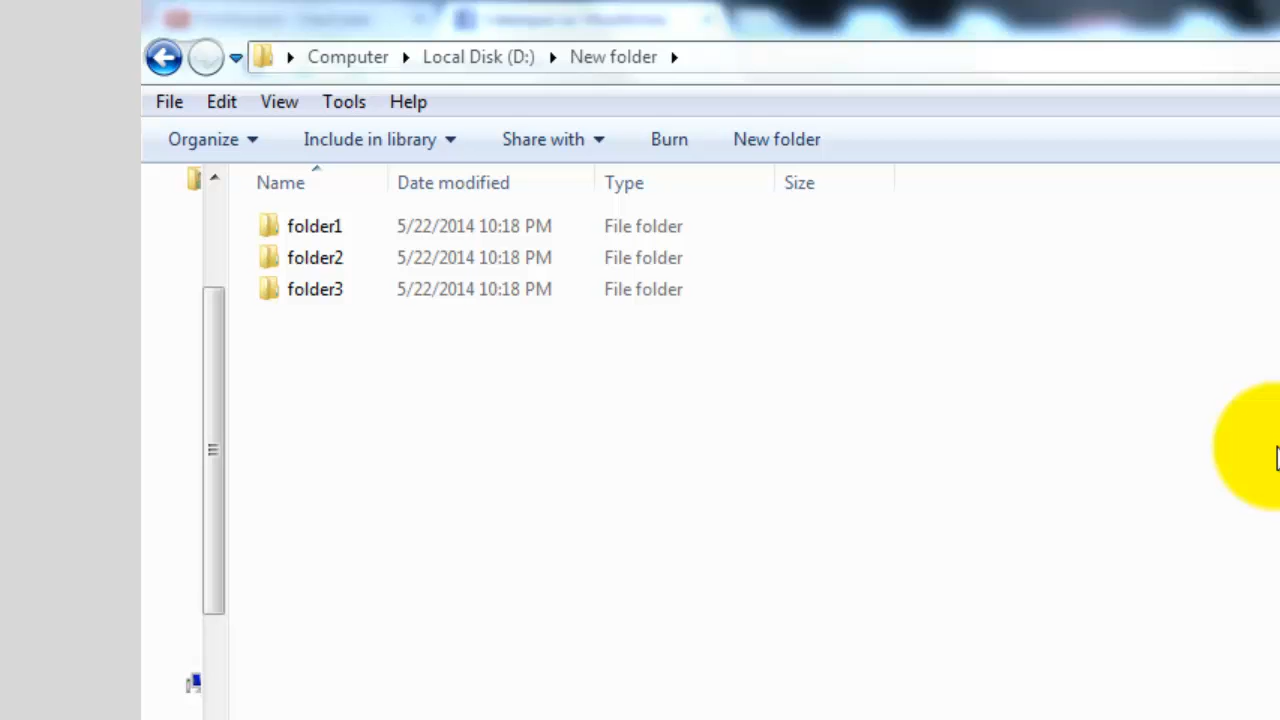 Computer Local Disk (D:) New folder
File Edit View Tools Help
Organize Include in library Share with Burn New folder
Name Date modified Type Size
folder1 5/22/2014 10:18 PM File folder
folder2 5/22/2014 10:18 PM File folder
folder3 5/22/2014 10:18 PM File folder